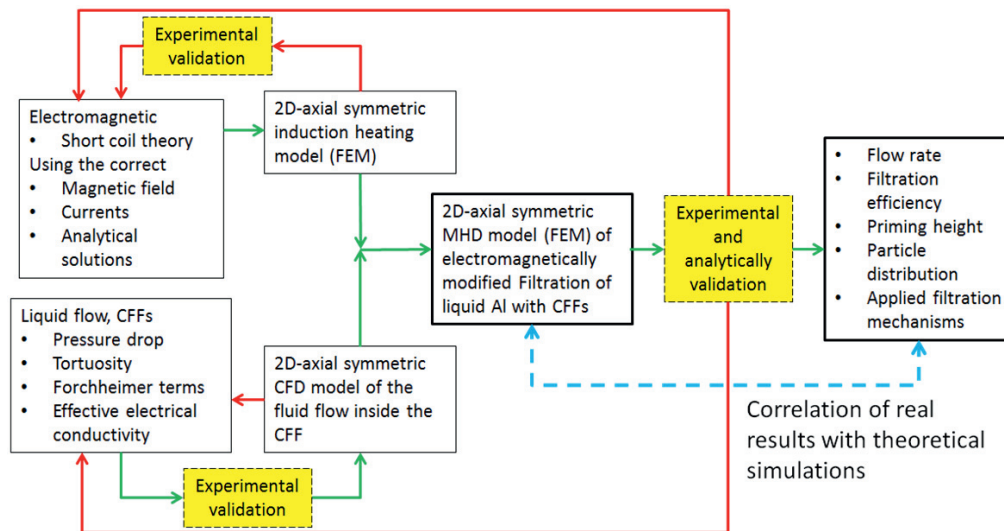 Experimental
validation
Electromagnetic
• Short coil theory
Using the correct
• Magnetic field
• Currents
• Analytical
solutions
2D-axial symmetric
induction heating
model (FEM)
2D-axial symmetric
MHD model (FEM) of
electromagnetically
modified Filtration of
liquid Al with CFFs
Experimental
and
analytically
validation
• Flow rate
• Filtration
efficiency
• Priming height
• Particle
distribution
• Applied filtration
mechanisms
Liquid flow, CFFs
• Pressure drop
• Tortuosity
• Forchheimer terms
• Effective electrical
conductivity
2D-axial symmetric
CFD model of the
fluid flow inside the
CFF
Experimental
validation
Correlation of real
results with theoretical
simulations